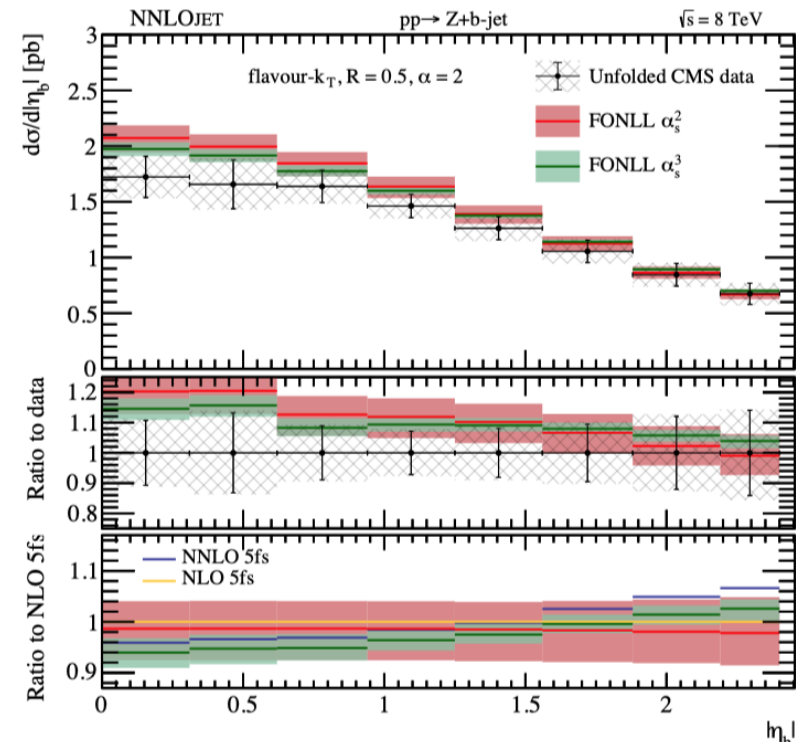 NNLOJET pp→ Z+b-jet √s = 8 TeV
dσ/d|η_b| [pb]
3
2.5
2
1.5
1
0.5
0
flavour-k_T, R = 0.5, α = 2
Unfolded CMS data
FONLL α_s^2
FONLL α_s^3
Ratio to data
1.2
1.1
1
0.9
0.8
Ratio to NLO 5fs
1.1
1
0.9
NNLO 5fs
NLO 5fs
0 0.5 1 1.5 2
|η_b|